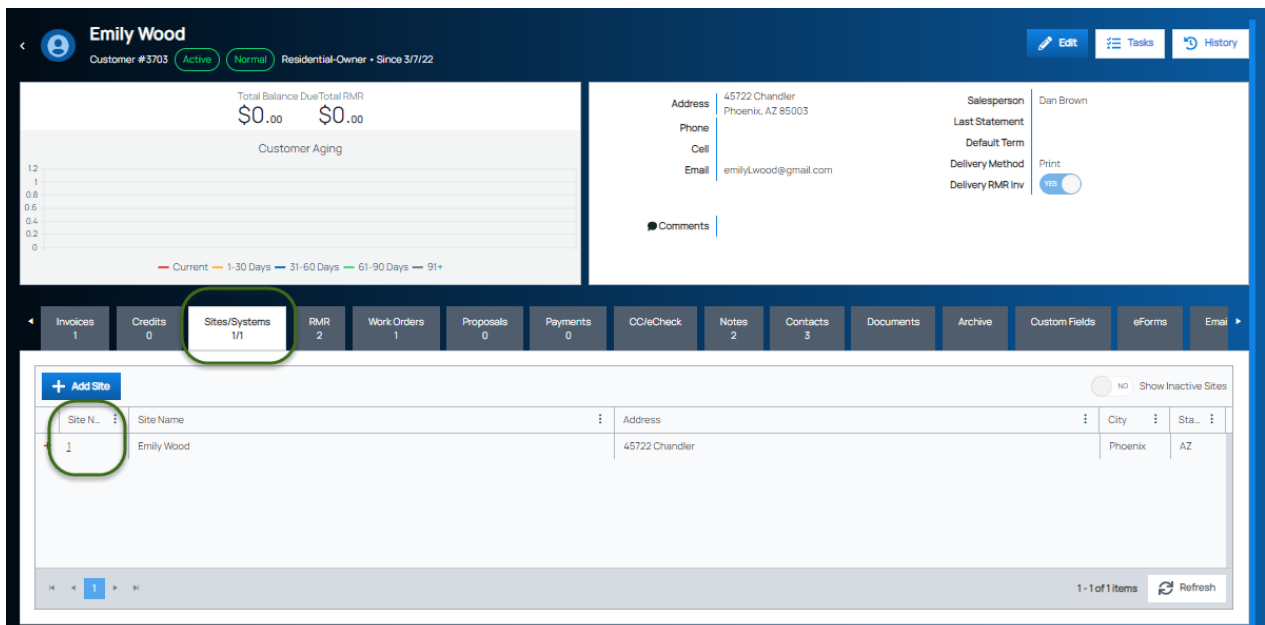 Emily Wood
Customer #3703 Active Normal Residential-Owner • Since 3/7/22
Edit Tasks History
Total Balance Due Total RMR
$0.00 $0.00
Customer Aging
1.2
1
0.8
0.6
0.4
0.2
0
Current 1-30 Days 31-60 Days 61-90 Days 91+
Address 45722 Chandler
Phoenix, AZ 85003
Phone
Cell
Email emilyLwood@gmail.com
Comments
Salesperson Dan Brown
Last Statement
Default Term
Delivery Method Print
Delivery RMR Inv YES
Invoices Credits Sites/Systems RMR Work Orders Proposals Payments CC/eCheck Notes Contacts Documents Archive Custom Fields eForms Emai
1 0 1/1 2 1 0 0 2 3
+ Add Site NO Show Inactive Sites
Site N... Site Name Address City Sta...
1 Emily Wood 45722 Chandler Phoenix AZ
1 1 - 1 of 1 items Refresh